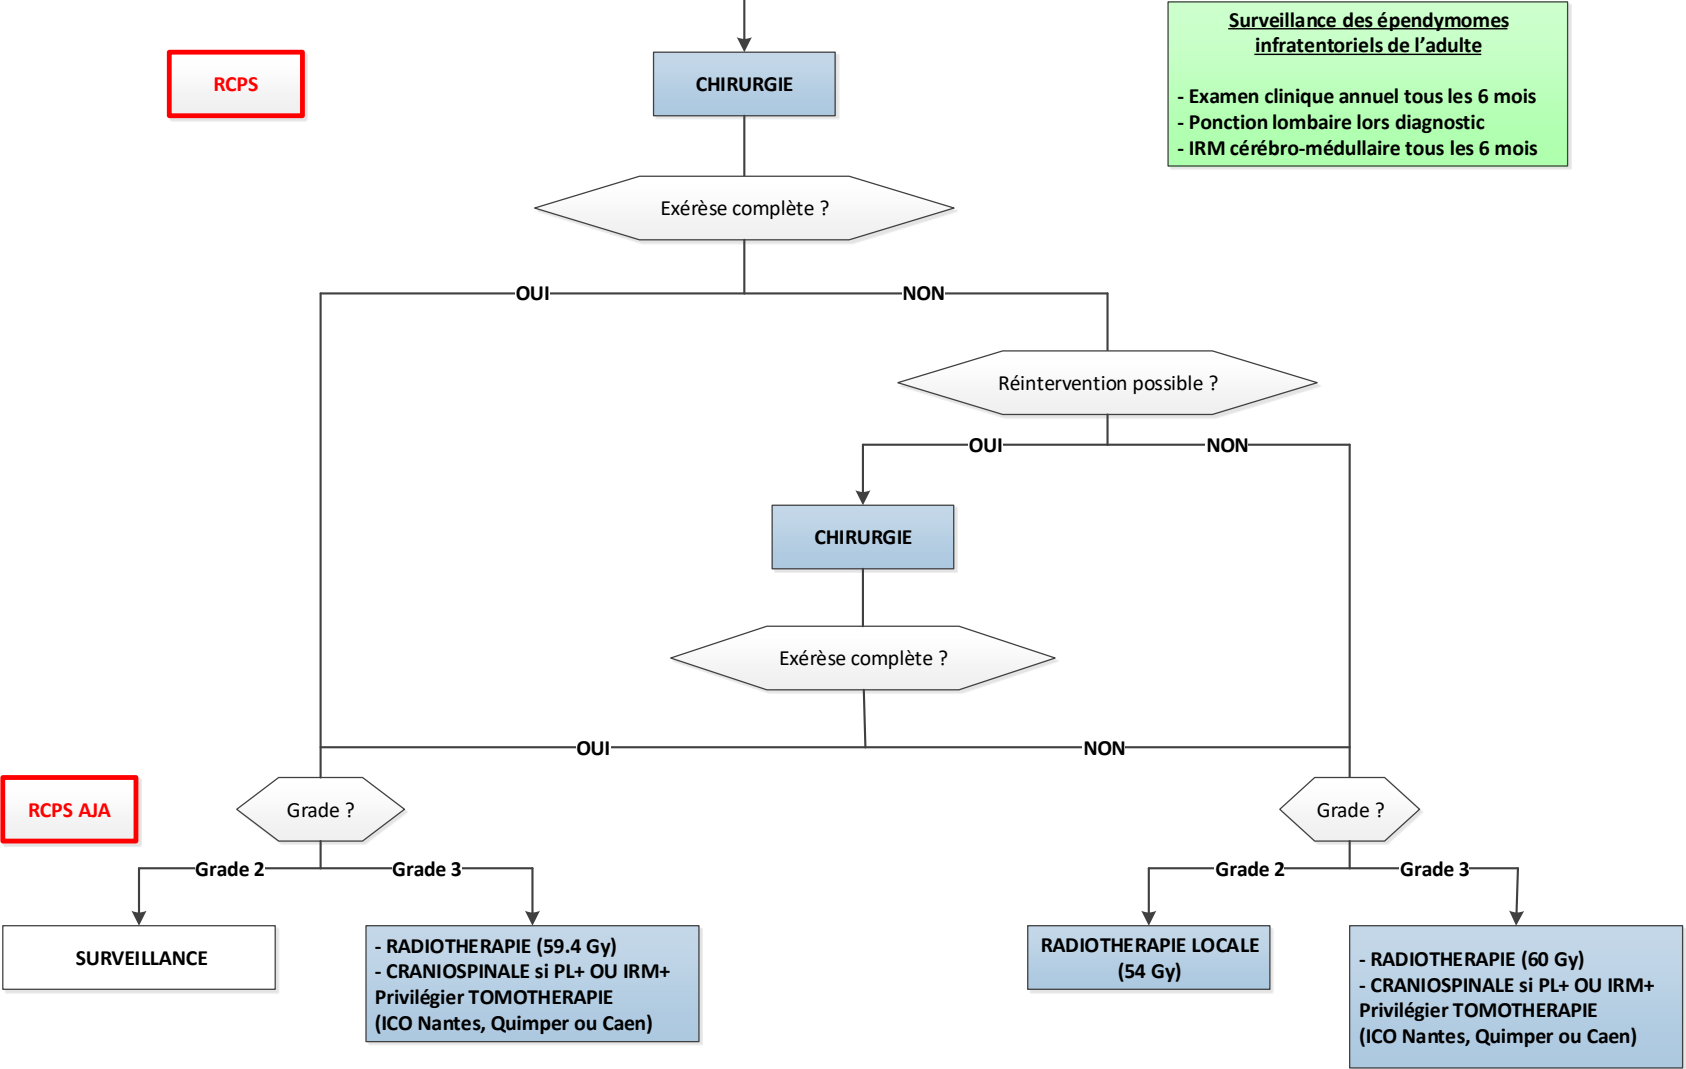 Surveillance des épendymomes
infratentoriels de l'adulte
- Examen clinique annuel tous les 6 mois
- Ponction lombaire lors diagnostic
- IRM cérébro-médullaire tous les 6 mois
RCPS
CHIRURGIE
Exérèse complète ?
OUI
NON
Réintervention possible ?
OUI
NON
CHIRURGIE
Exérèse complète ?
OUI
NON
RCPS AJA
Grade ?
Grade ?
Grade 2
Grade 3
Grade 2
Grade 3
SURVEILLANCE
- RADIOTHERAPIE (59.4 Gy)
- CRANIOSPINALE si PL+ OU IRM+
Privilégier TOMOTHERAPIE
(ICO Nantes, Quimper ou Caen)
RADIOTHERAPIE LOCALE
(54 Gy)
- RADIOTHERAPIE (60 Gy)
- CRANIOSPINALE si PL+ OU IRM+
Privilégier TOMOTHERAPIE
(ICO Nantes, Quimper ou Caen)